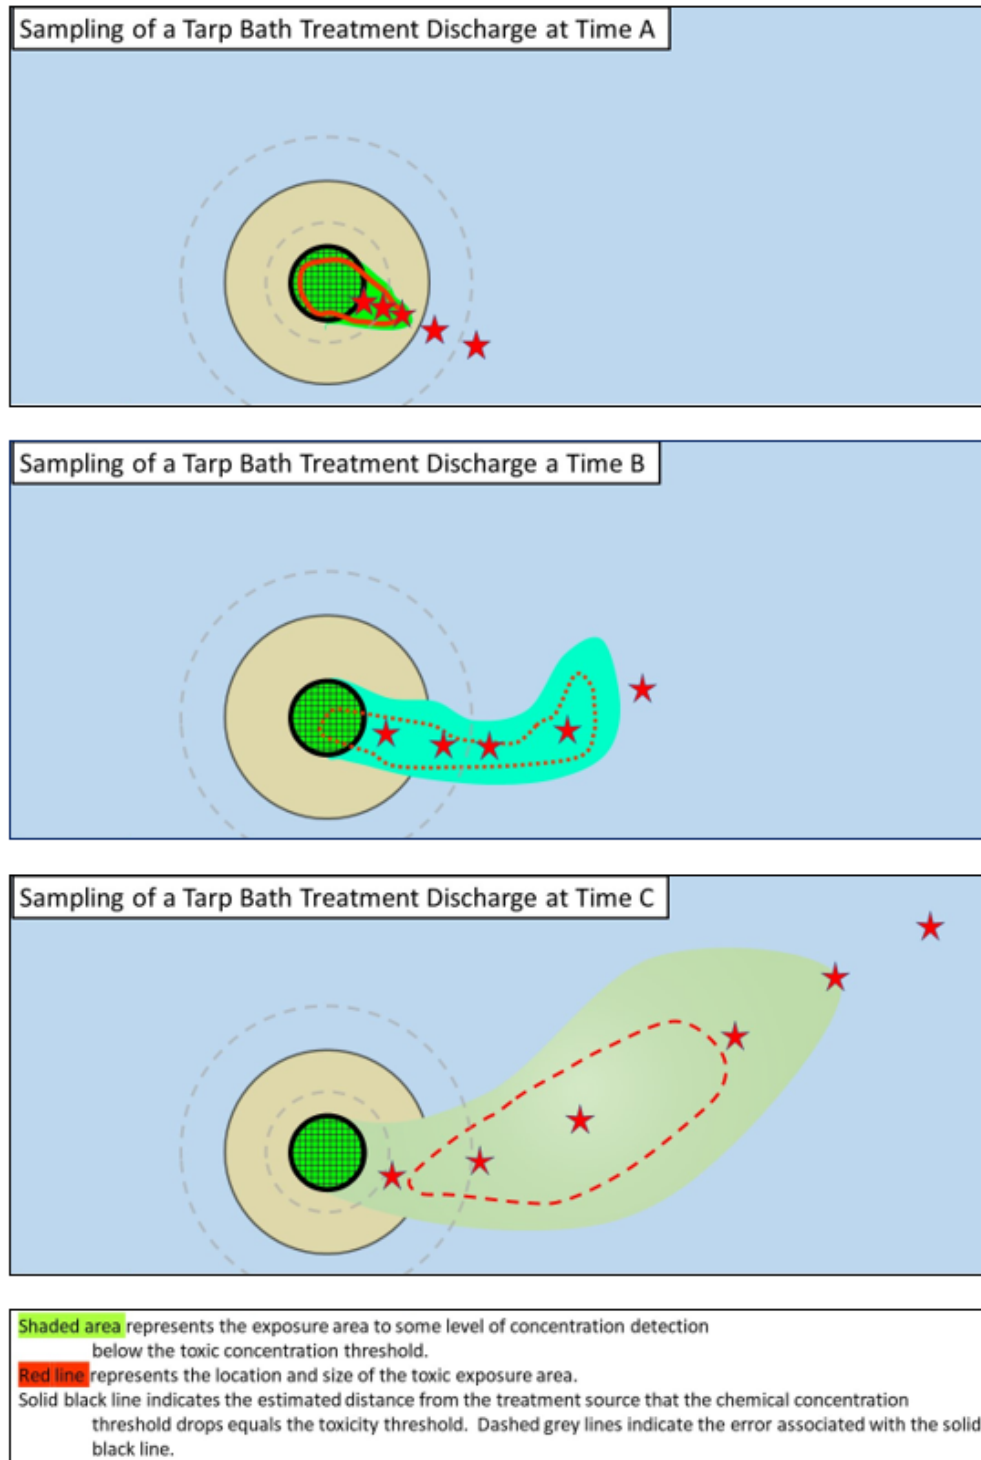 Sampling of a Tarp Bath Treatment Discharge at Time A
Sampling of a Tarp Bath Treatment Discharge a Time B
Sampling of a Tarp Bath Treatment Discharge at Time C
Shaded area represents the exposure area to some level of concentration detection
below the toxic concentration threshold.
Red line represents the location and size of the toxic exposure area.
Solid black line indicates the estimated distance from the treatment source that the chemical concentration
threshold drops equals the toxicity threshold. Dashed grey lines indicate the error associated with the solid
black line.